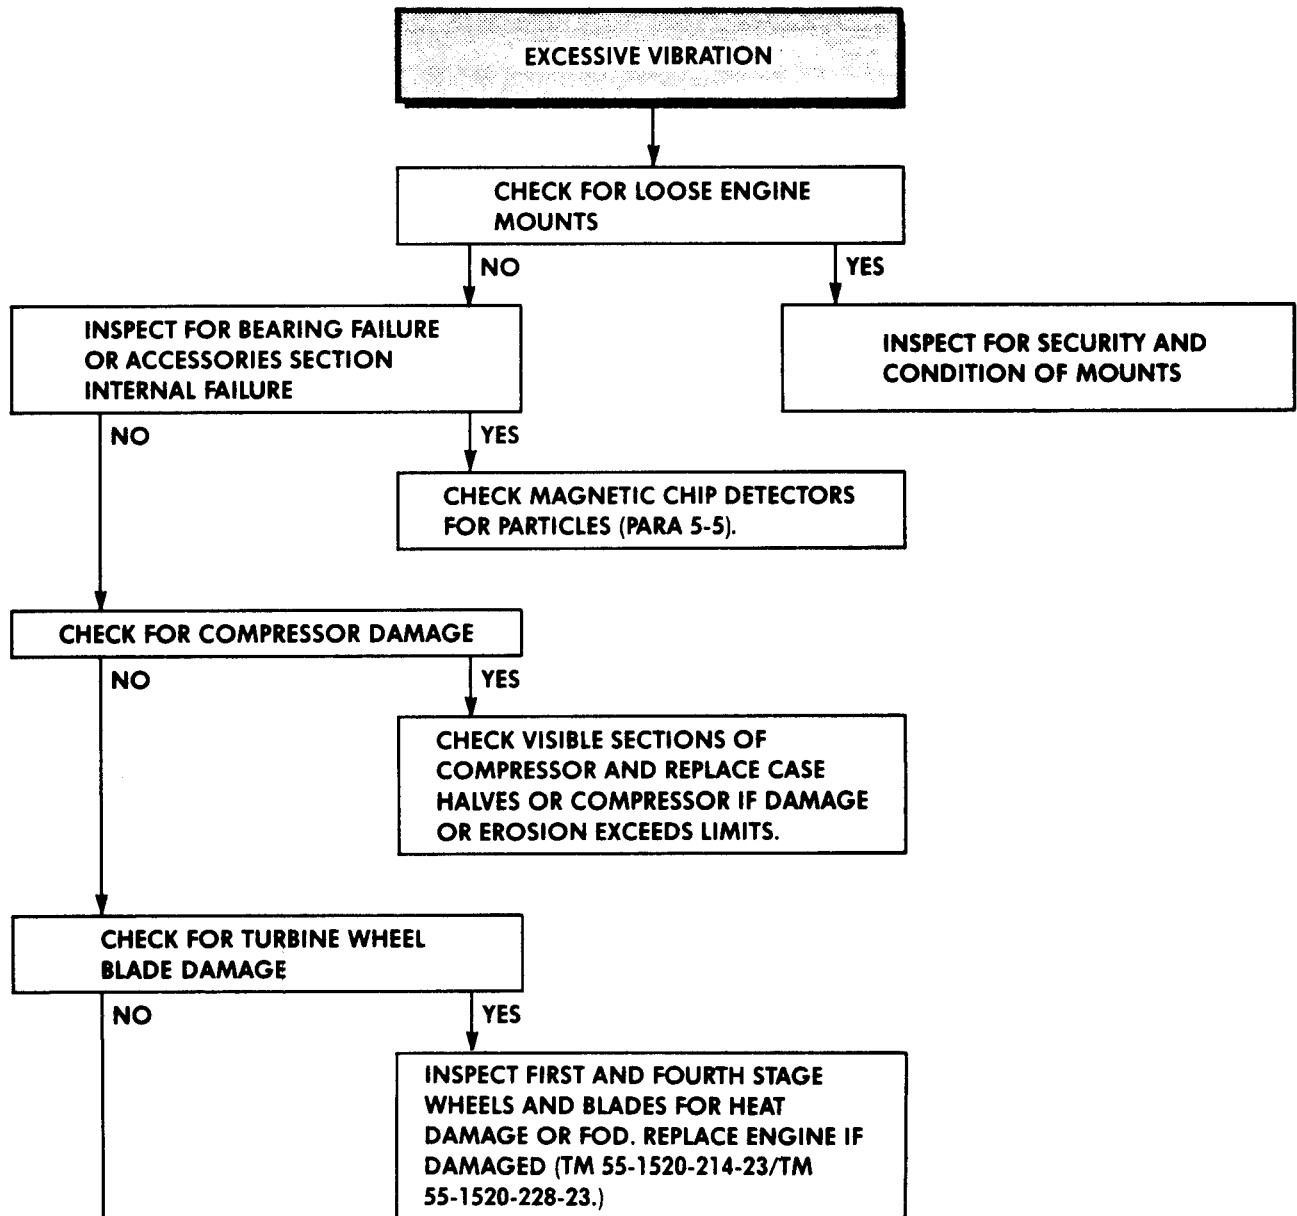 EXCESSIVE VIBRATION
CHECK FOR LOOSE ENGINE
MOUNTS
NO
YES
INSPECT FOR BEARING FAILURE
OR ACCESSORIES SECTION
INTERNAL FAILURE
INSPECT FOR SECURITY AND
CONDITION OF MOUNTS
NO
YES
CHECK MAGNETIC CHIP DETECTORS
FOR PARTICLES (PARA 5-5).
CHECK FOR COMPRESSOR DAMAGE
NO
YES
CHECK VISIBLE SECTIONS OF
COMPRESSOR AND REPLACE CASE
HALVES OR COMPRESSOR IF DAMAGE
OR EROSION EXCEEDS LIMITS.
CHECK FOR TURBINE WHEEL
BLADE DAMAGE
NO
YES
INSPECT FIRST AND FOURTH STAGE
WHEELS AND BLADES FOR HEAT
DAMAGE OR FOD. REPLACE ENGINE IF
DAMAGED (TM 55-1520-214-23/TM
55-1520-228-23.)